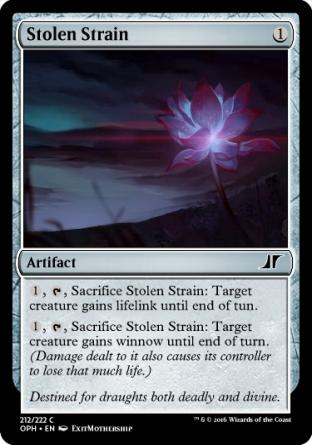 Stolen Strain 1
Artifact
1, T, Sacrifice Stolen Strain: Target
creature gains lifelink until end of tun.
1, T, Sacrifice Stolen Strain: Target
creature gains winnow until end of turn.
(Damage dealt to it also causes its controller
to lose that much life.)
Destined for draughts both deadly and divine.
212/222 C
OPH • EN ExitMothership
™ & © 2016 Wizards of the Coast